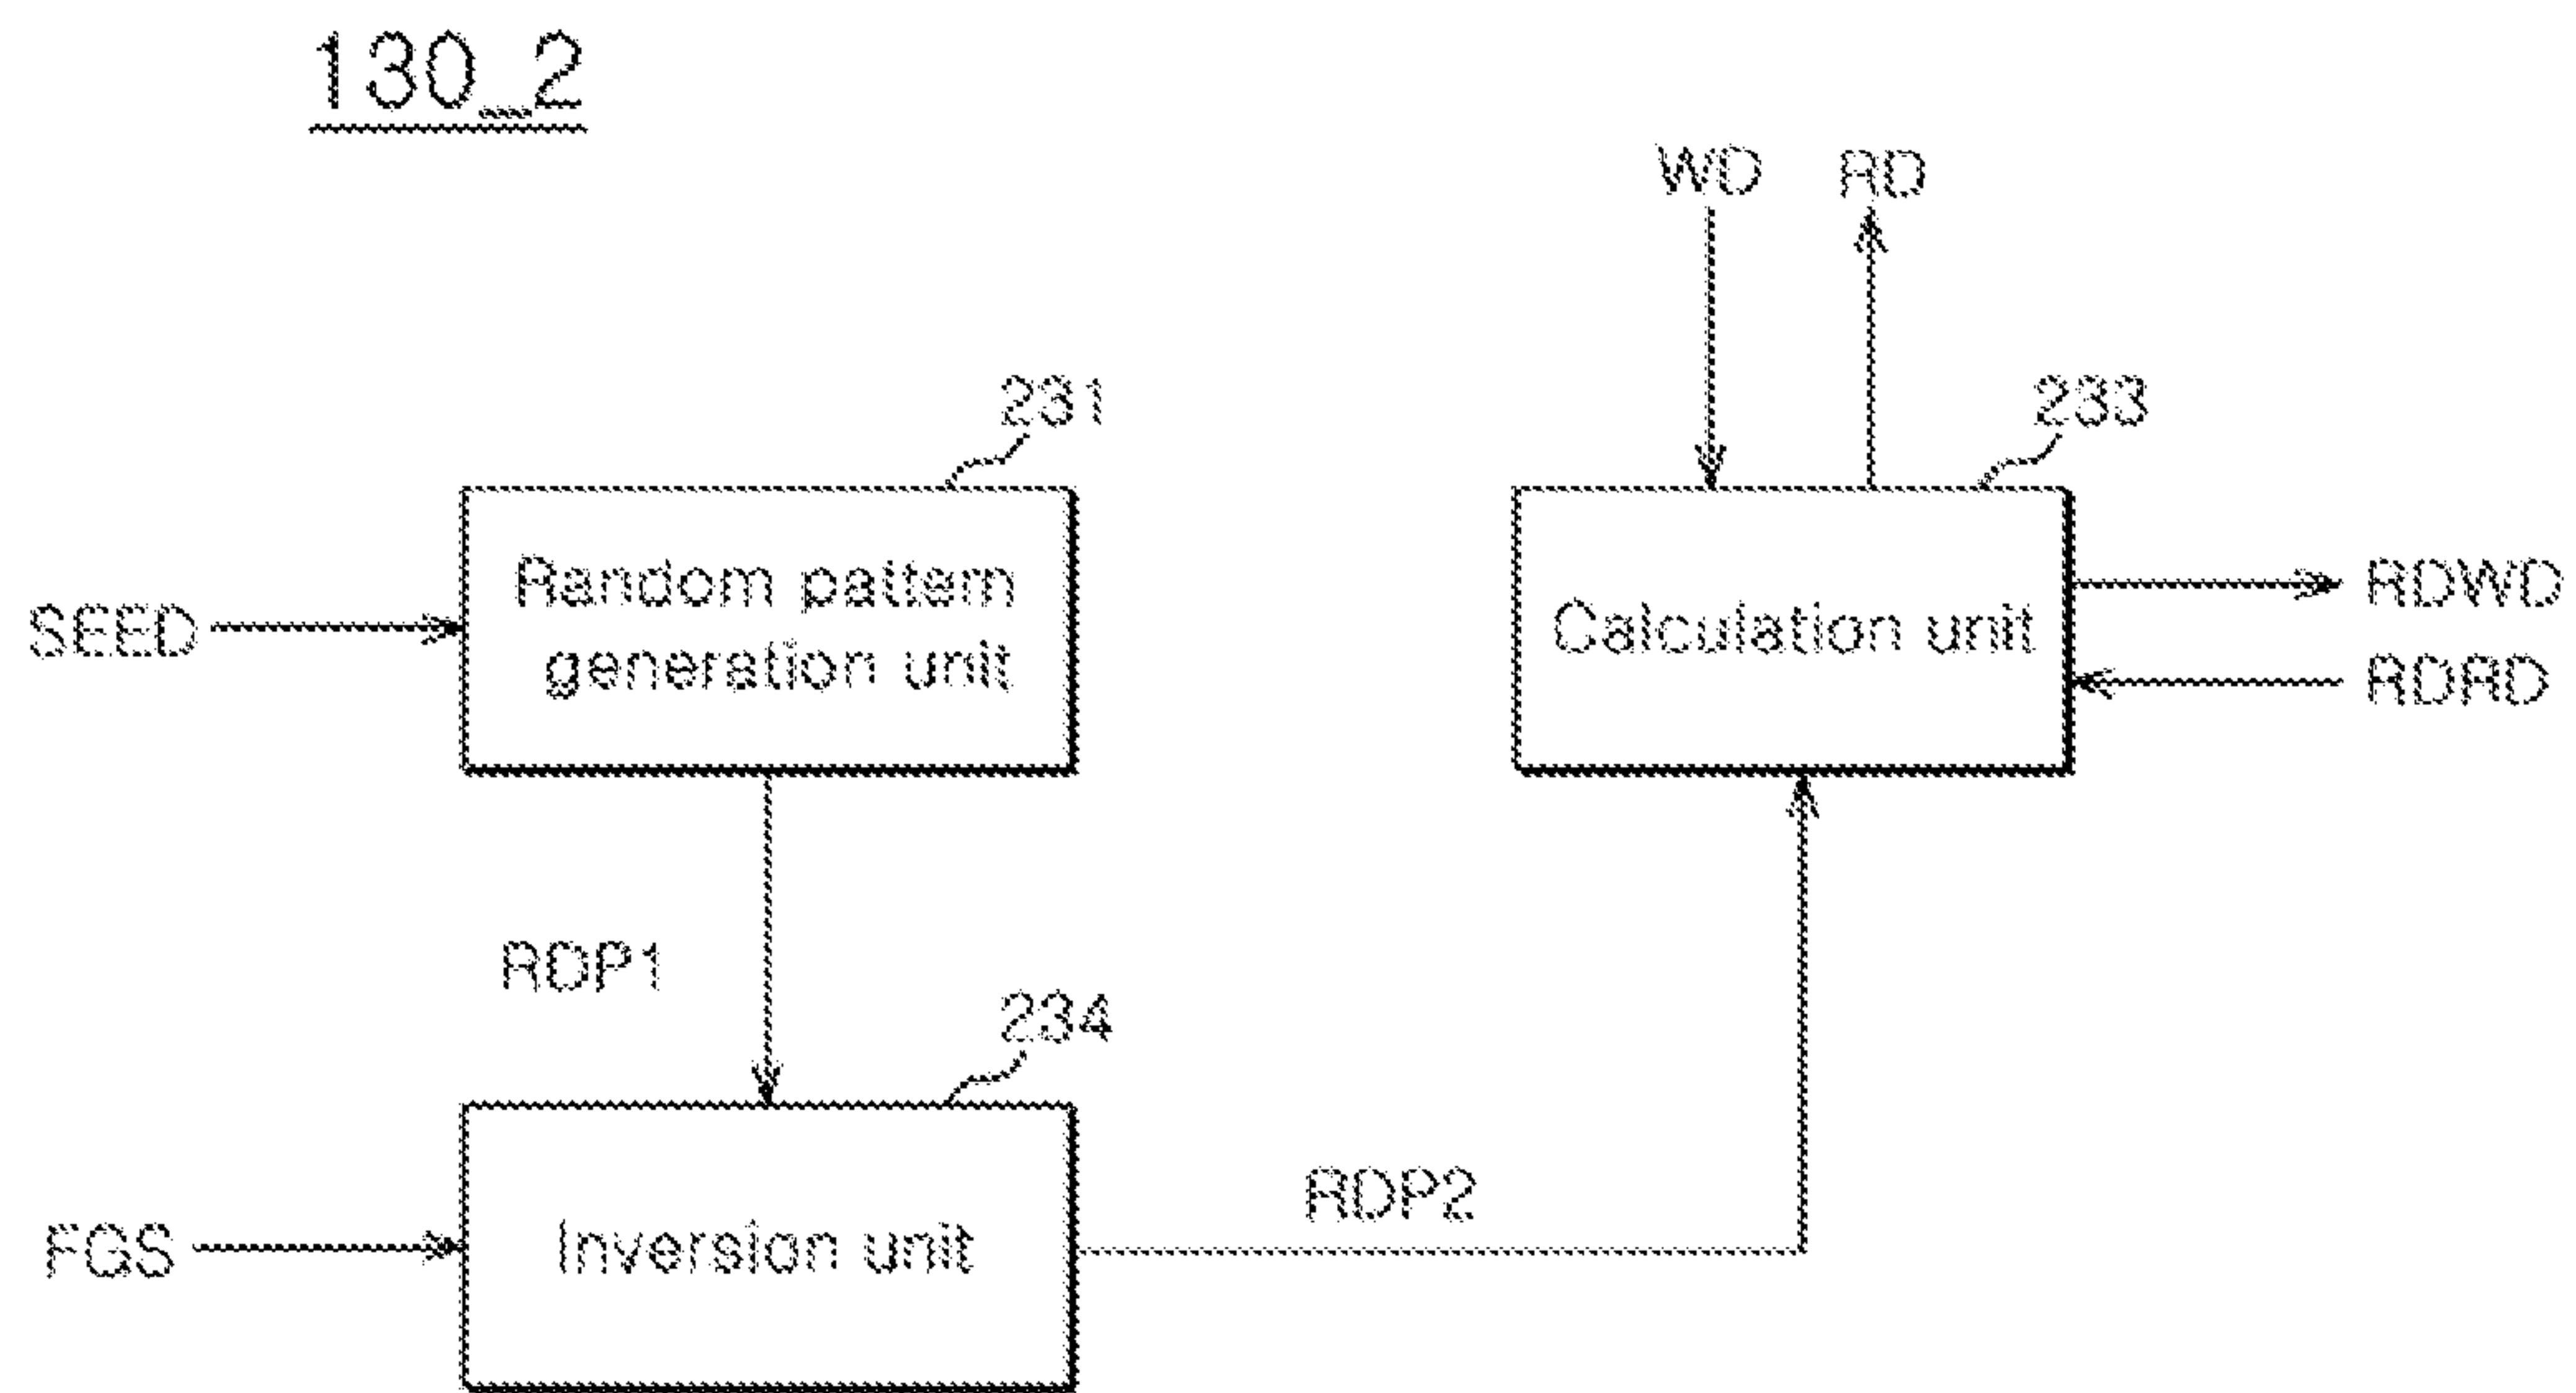 130_2
WD
RD
231
233
SEED
Random pattern
generation unit
Calculation unit
RDWD
RDRD
RDP1
234
FGS
Inversion unit
RDP2